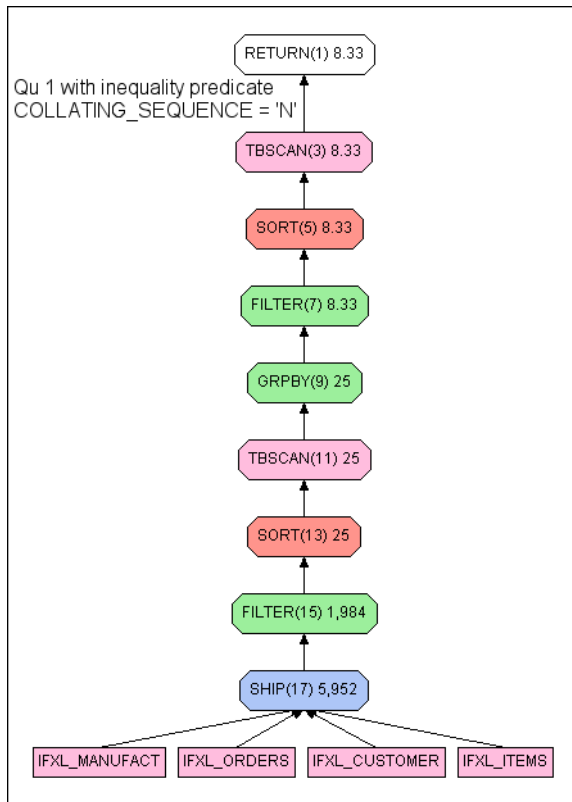 RETURN(1) 8.33
Qu 1 with inequality predicate
COLLATING_SEQUENCE = 'N'
TBSCAN(3) 8.33
SORT(5) 8.33
FILTER(7) 8.33
GRPBY(9) 25
TBSCAN(11) 25
SORT(13) 25
FILTER(15) 1,984
SHIP(17) 5,952
IFXL_MANUFACT IFXL_ORDERS IFXL_CUSTOMER IFXL_ITEMS